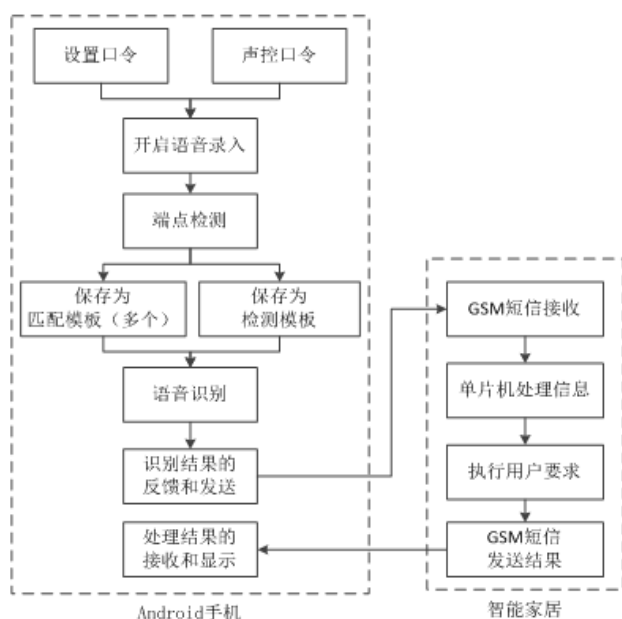 设置口令
声控口令
开启语音录入
端点检测
保存为
匹配模板（多个）
保存为
检测模板
语音识别
识别结果的
反馈和发送
处理结果的
接收和显示
Android手机
GSM短信接收
单片机处理信息
执行用户要求
GSM短信
发送结果
智能家居